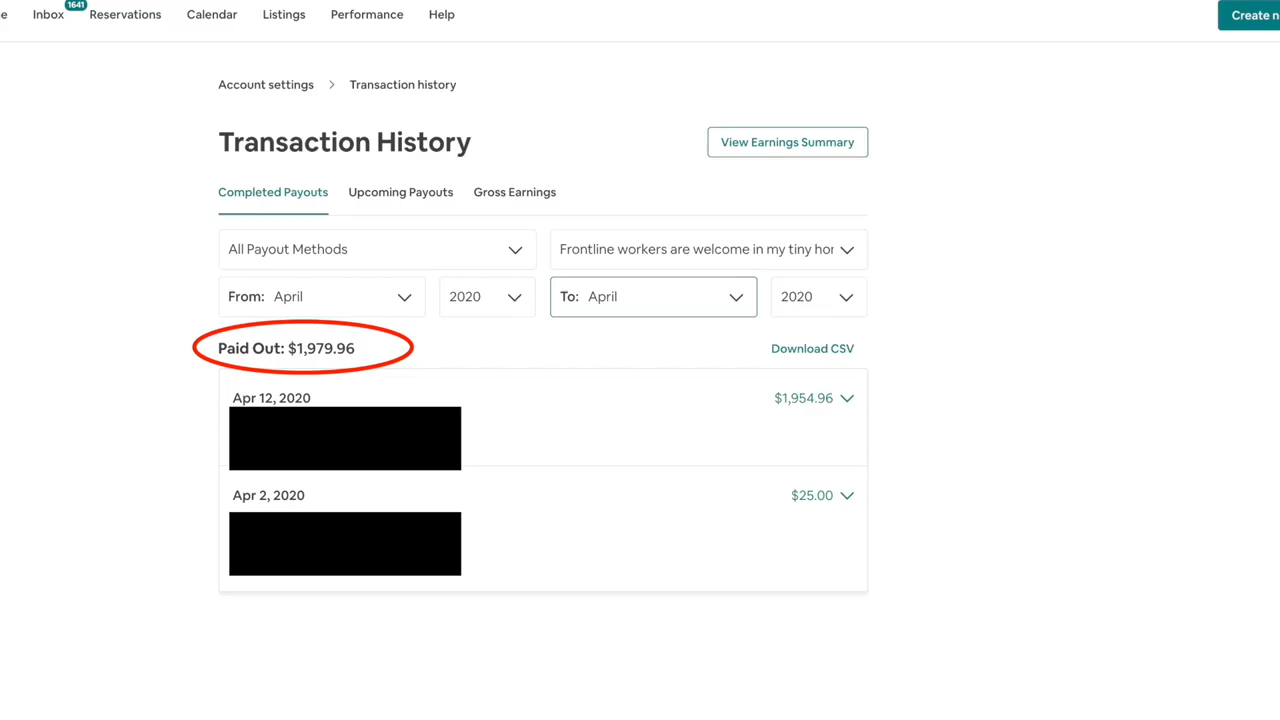 e Inbox 1641 Reservations Calendar Listings Performance Help Create n
Account settings > Transaction history
Transaction History
View Earnings Summary
Completed Payouts Upcoming Payouts Gross Earnings
All Payout Methods
Frontline workers are welcome in my tiny hor
From: April 2020 To: April 2020
Paid Out: $1,979.96
Download CSV
Apr 12, 2020 $1,954.96
Apr 2, 2020 $25.00